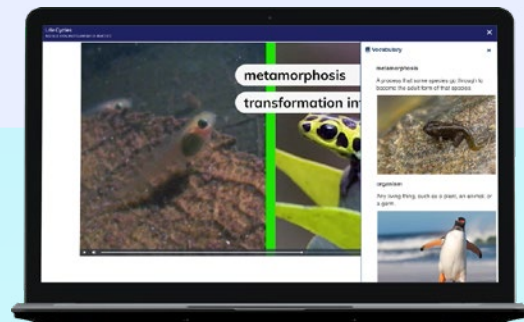 Life Cycles
metamorphosis
transformation in
Vocabulary
metamorphosis
A process that some species go through to
become the adult form of that species
organism
Any living thing, such as a plant, an animal, or
a germ.